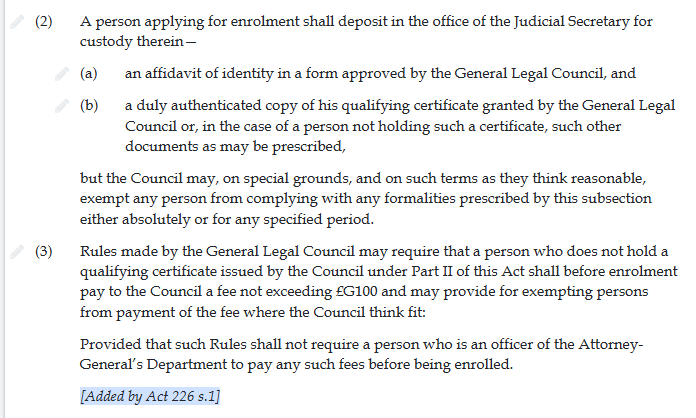 (2) A person applying for enrolment shall deposit in the office of the Judicial Secretary for
custody therein—
(a) an affidavit of identity in a form approved by the General Legal Council, and
(b) a duly authenticated copy of his qualifying certificate granted by the General Legal
Council or, in the case of a person not holding such a certificate, such other
documents as may be prescribed,
but the Council may, on special grounds, and on such terms as they think reasonable,
exempt any person from complying with any formalities prescribed by this subsection
either absolutely or for any specified period.
(3) Rules made by the General Legal Council may require that a person who does not hold a
qualifying certificate issued by the Council under Part II of this Act shall before enrolment
pay to the Council a fee not exceeding £G100 and may provide for exempting persons
from payment of the fee where the Council think fit:
Provided that such Rules shall not require a person who is an officer of the Attorney-
General's Department to pay any such fees before being enrolled.
[Added by Act 226 s.1]